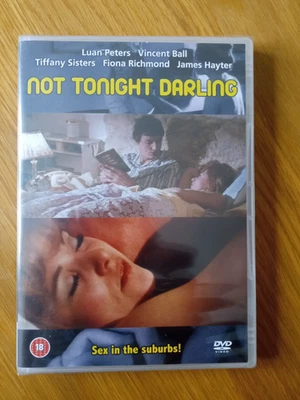 Luan Peters Vincent Ball
Tiffany Sisters Fiona Richmond James Hayter
NOT TONIGHT DARLING
Sex in the suburbs!
18
DVD
VIDEO